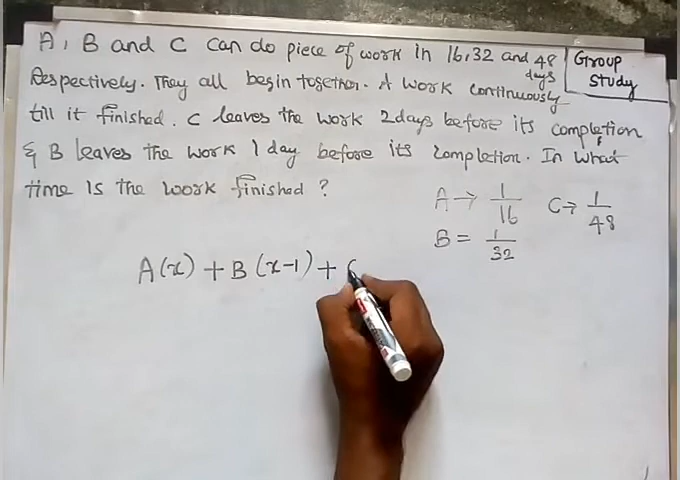 A, B and C can do piece of work in 16,32 and 48 days
Respectively. They all begin together. A work continuously
till it finished. C leaves the work 2days before its completion
& B leaves the work 1 day before its completion. In what
time is the work finished?
Group
Study
A → 1/16 C → 1/48
B = 1/32
A(x) + B(x-1) + C